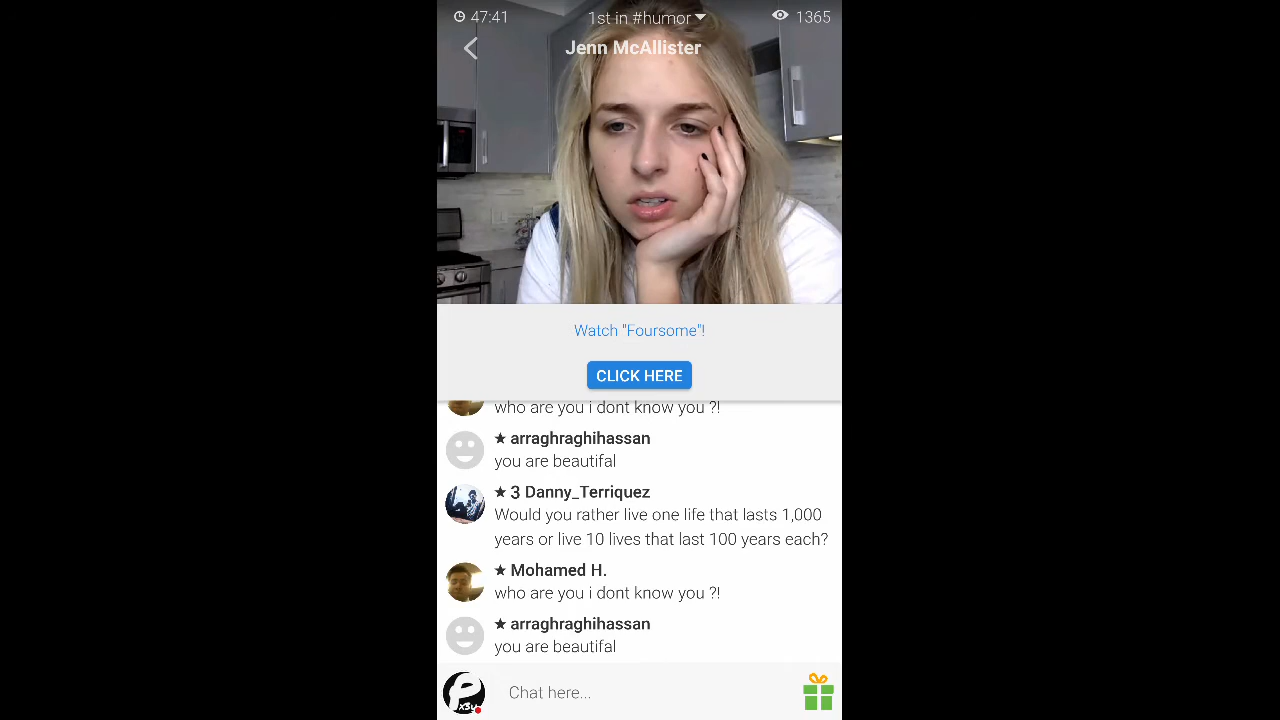 47:41
1st in #humor
1365
Jenn McAllister
Watch "Foursome"!
CLICK HERE
who are you i dont know you ?!
★ arraghraghihassan
you are beautifal
★ 3 Danny_Terriquez
Would you rather live one life that lasts 1,000
years or live 10 lives that last 100 years each?
★ Mohamed H.
who are you i dont know you ?!
★ arraghraghihassan
you are beautifal
Px3y
Chat here...